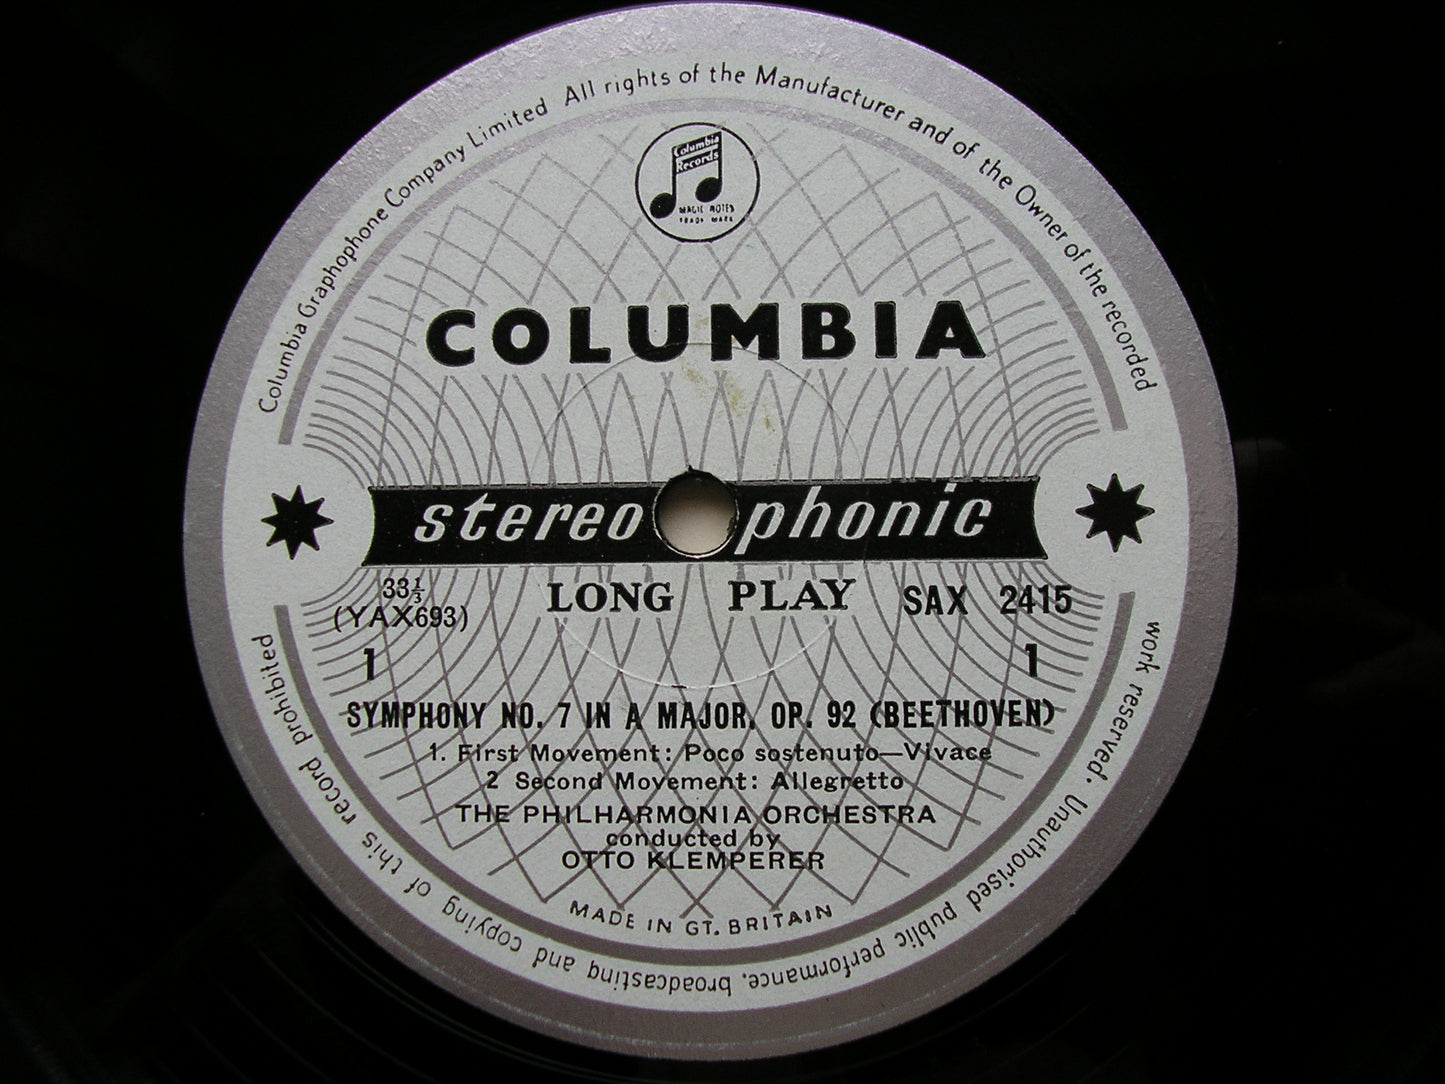 Columbia Graphophone Company Limited All rights of the Manufacturer and of the Owner of the recorded
work reserved. Unauthorised public performance, broadcasting and copying of this record prohibited
Columbia
Records
MAGIC NOTES
TRADE MARK
COLUMBIA
stereophonic
33⅓ LONG PLAY SAX 2415
(YAX693)
1 1
SYMPHONY NO. 7 IN A MAJOR, OP. 92 (BEETHOVEN)
1. First Movement: Poco sostenuto—Vivace
2 Second Movement: Allegretto
THE PHILHARMONIA ORCHESTRA
conducted by
OTTO KLEMPERER
MADE IN GT. BRITAIN